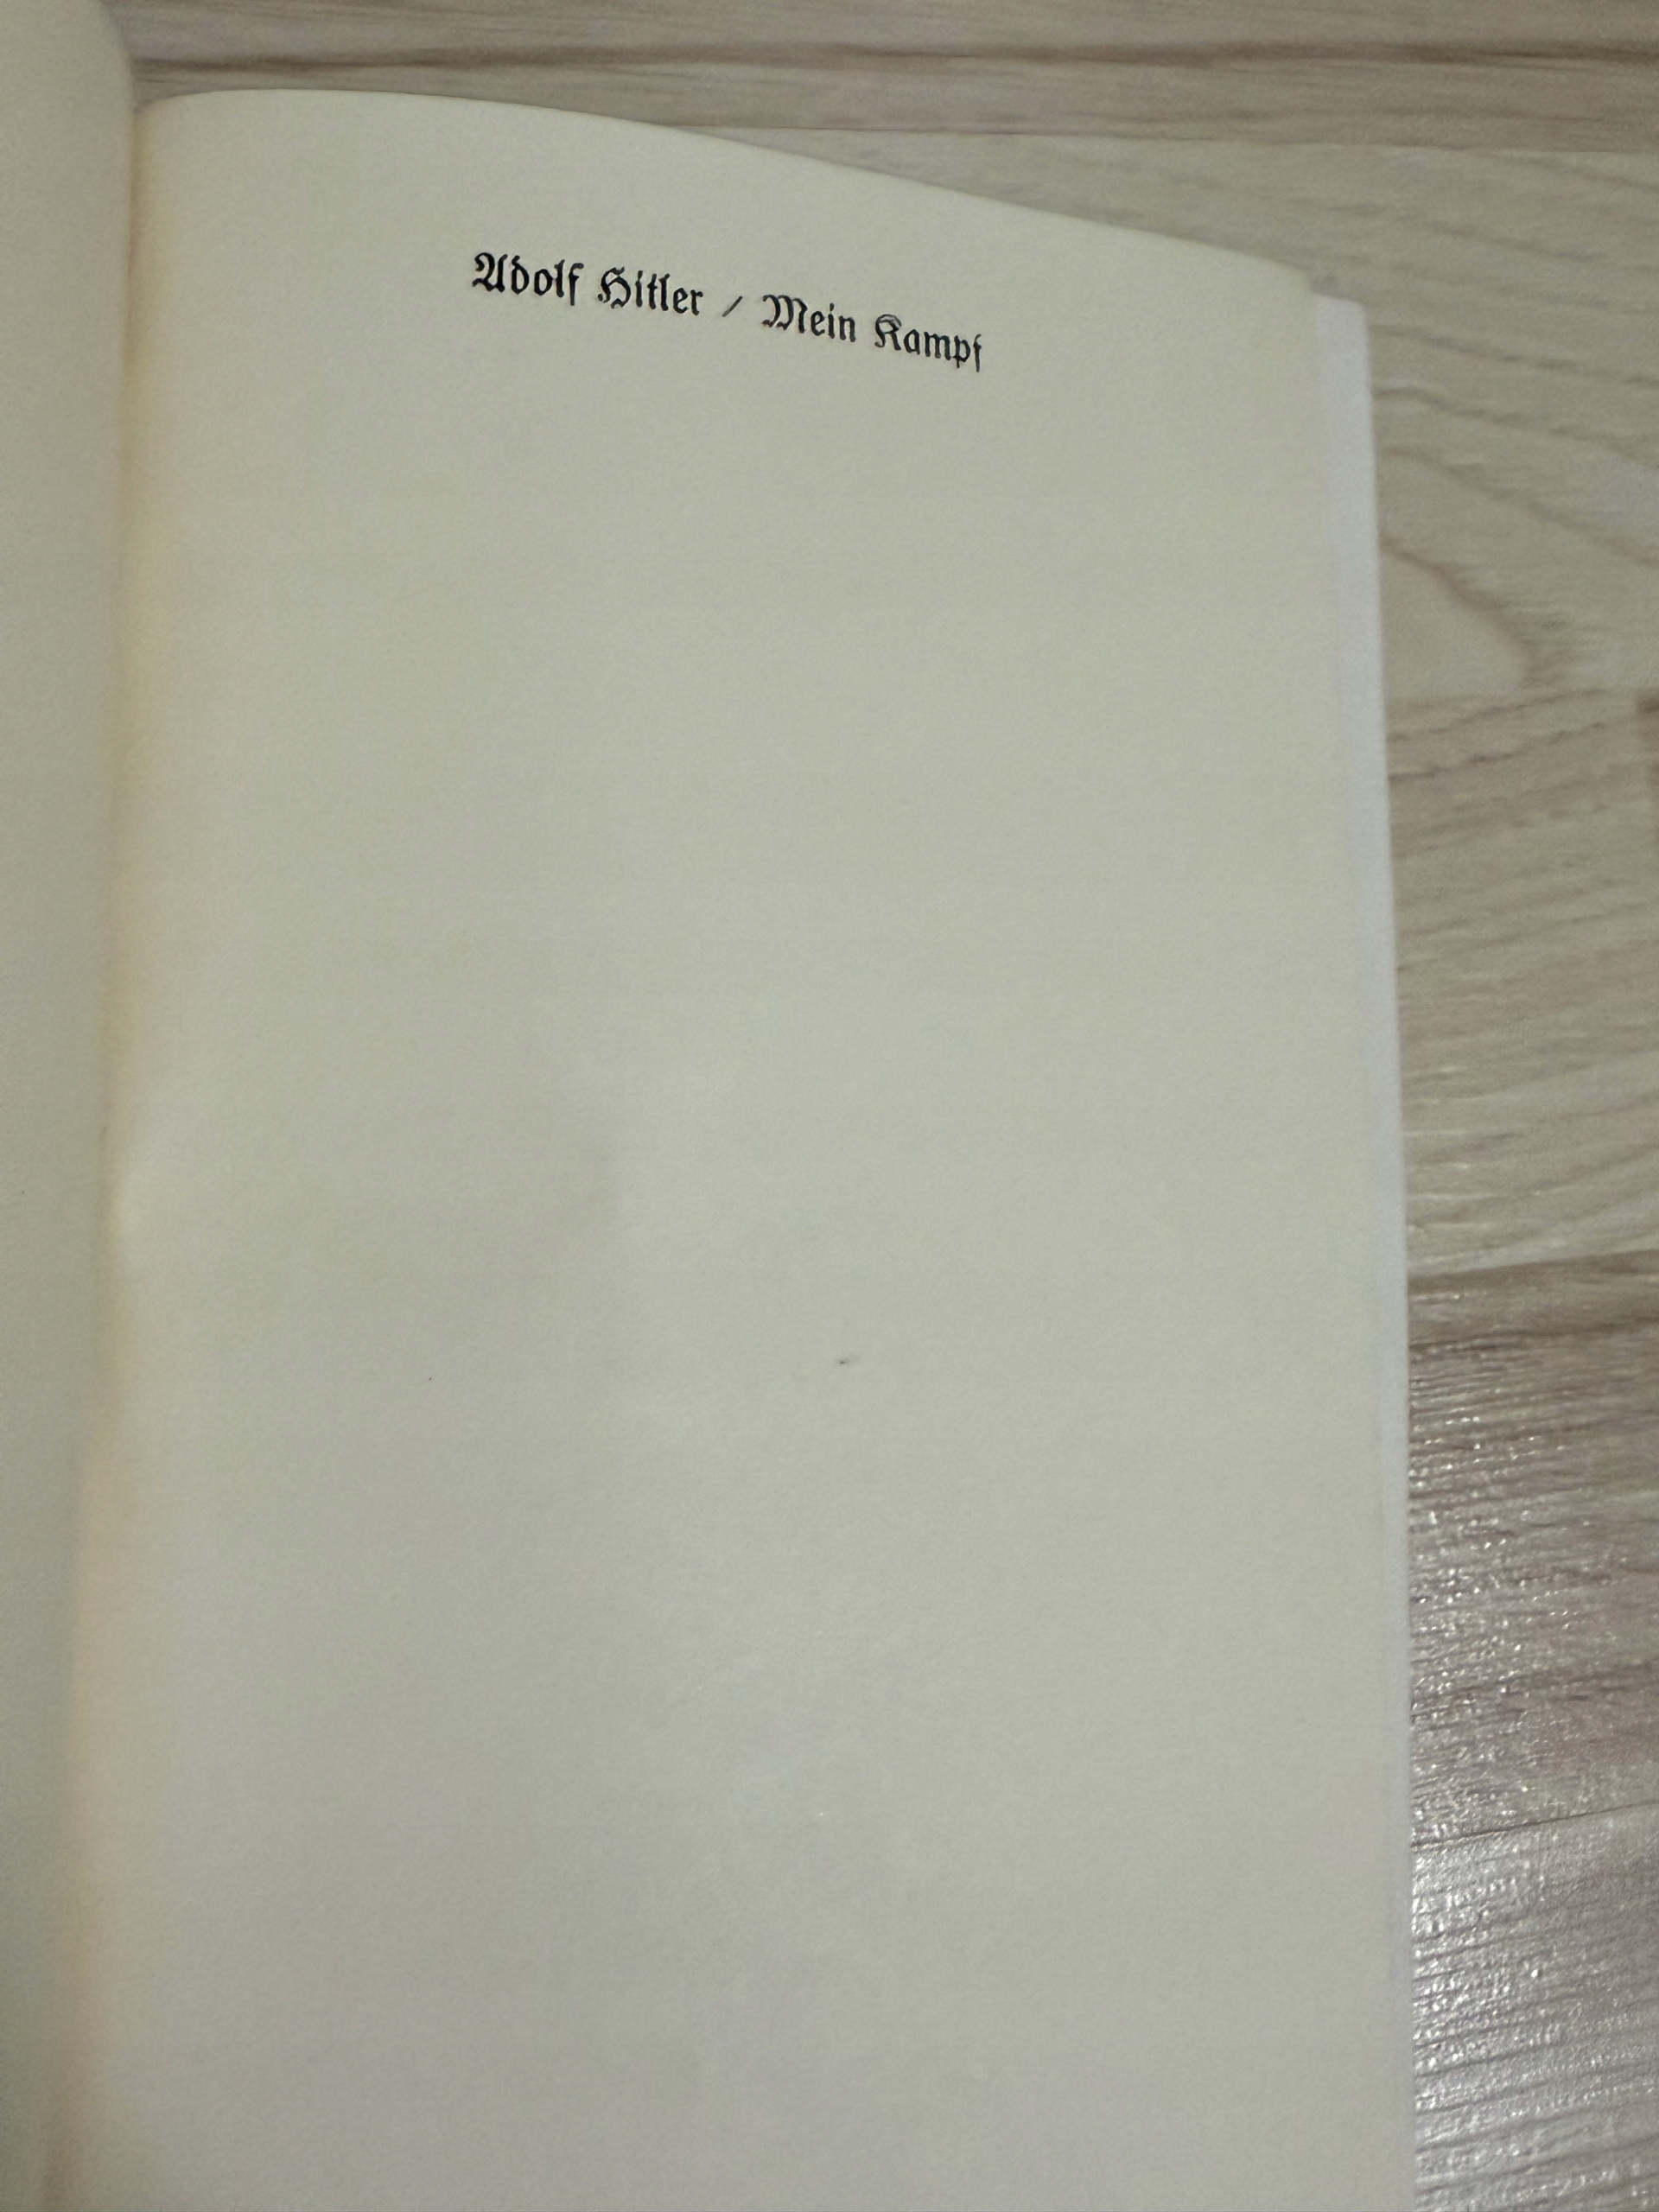 Adolf Hitler / Mein Kampf